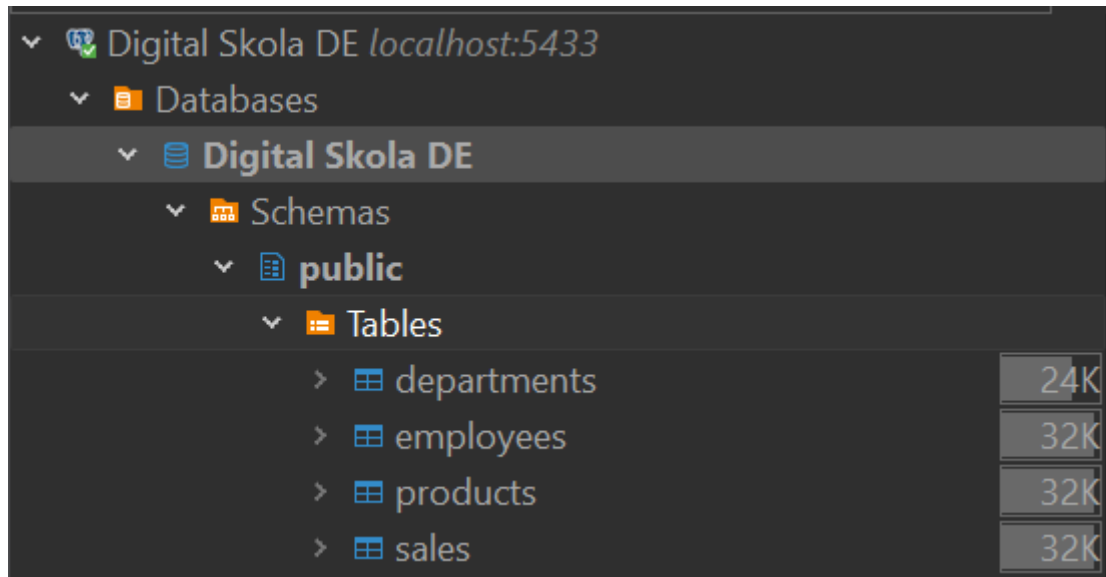 Digital Skola DE localhost:5433
Databases
Digital Skola DE
Schemas
public
Tables
departments 24K
employees 32K
products 32K
sales 32K